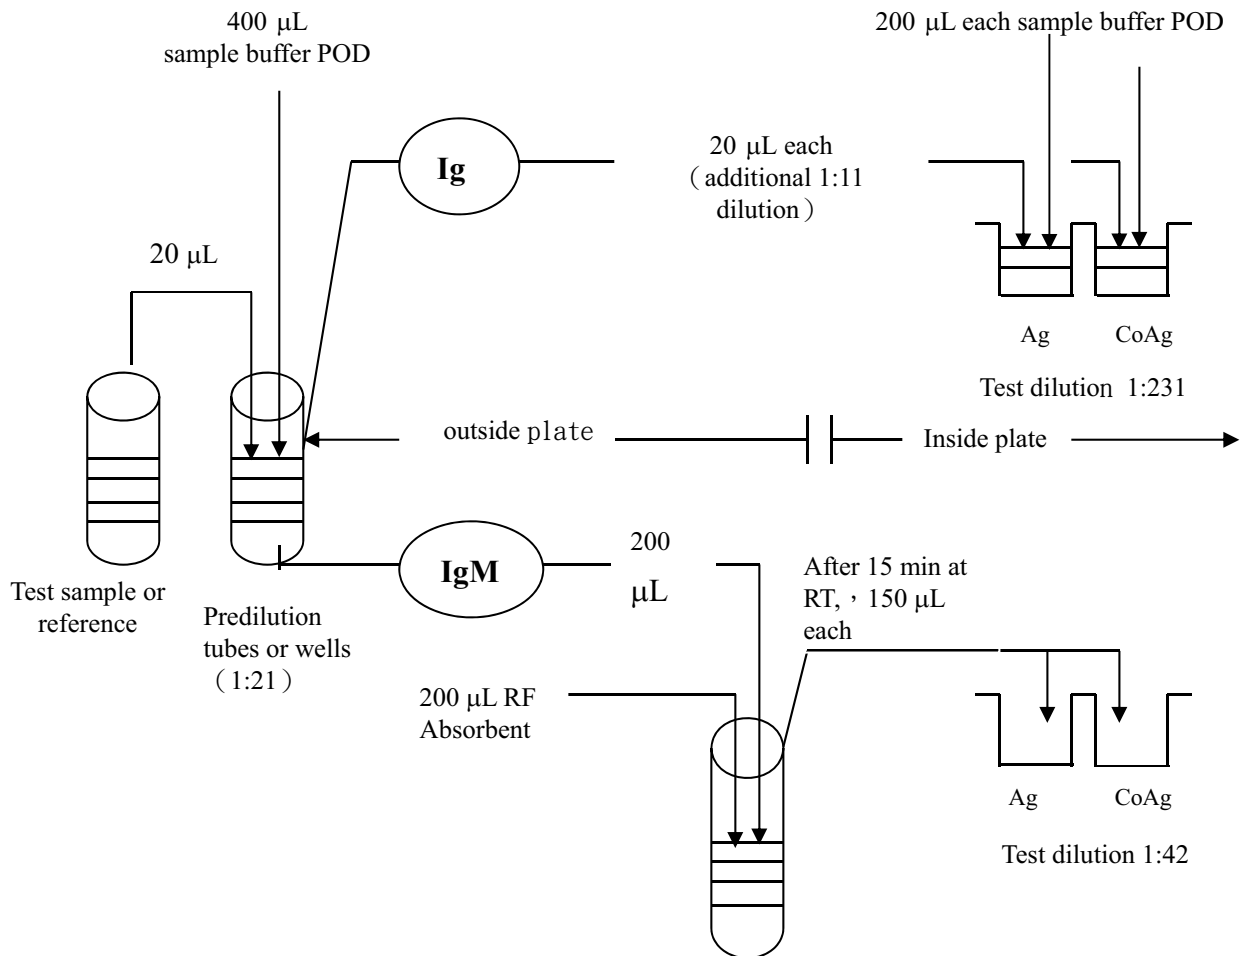 400 μL
sample buffer POD
200 μL each sample buffer POD
Ig
20 μL each
（additional 1:11
dilution）
20 μL
Ag
CoAg
Test dilution 1:231
outside plate
Inside plate
Test sample or
reference
Predilution
tubes or wells
（1:21）
IgM
200
μL
After 15 min at
RT,，150 μL
each
200 μL RF
Absorbent
Ag
CoAg
Test dilution 1:42